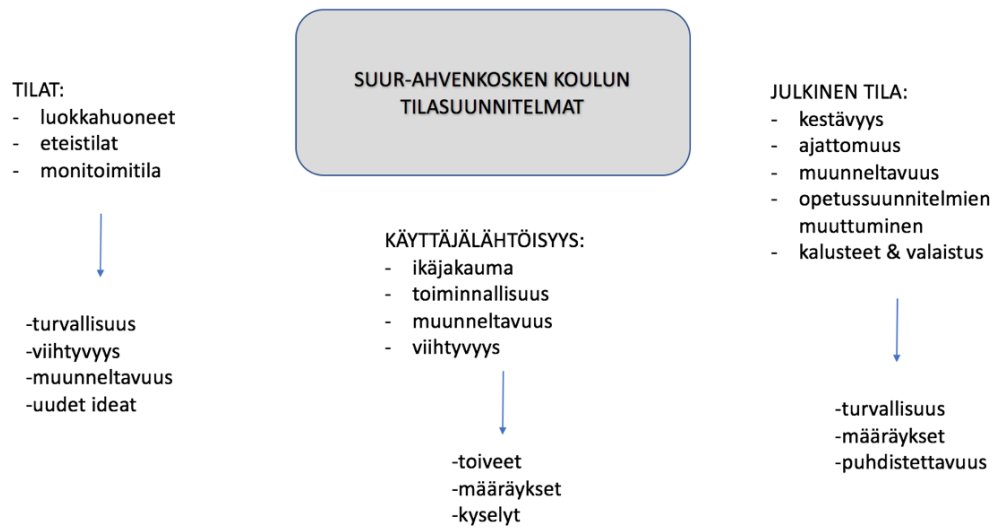 SUUR-AHVENKOSKEN KOULUN
TILASUUNNITELMAT
TILAT:
- luokkahuoneet
- eteistilat
- monitoimitila
-turvallisuus
-viihtyvyys
-muunneltavuus
-uudet ideat
KÄYTTÄJÄLÄHTÖISYYS:
- ikäjakauma
- toiminnallisuus
- muunneltavuus
- viihtyvyys
-toiveet
-määräykset
-kyselyt
JULKINEN TILA:
- kestävyys
- ajattomuus
- muunneltavuus
- opetussuunnitelmien
muuttuminen
- kalusteet & valaistus
-turvallisuus
-määräykset
-puhdistettavuus